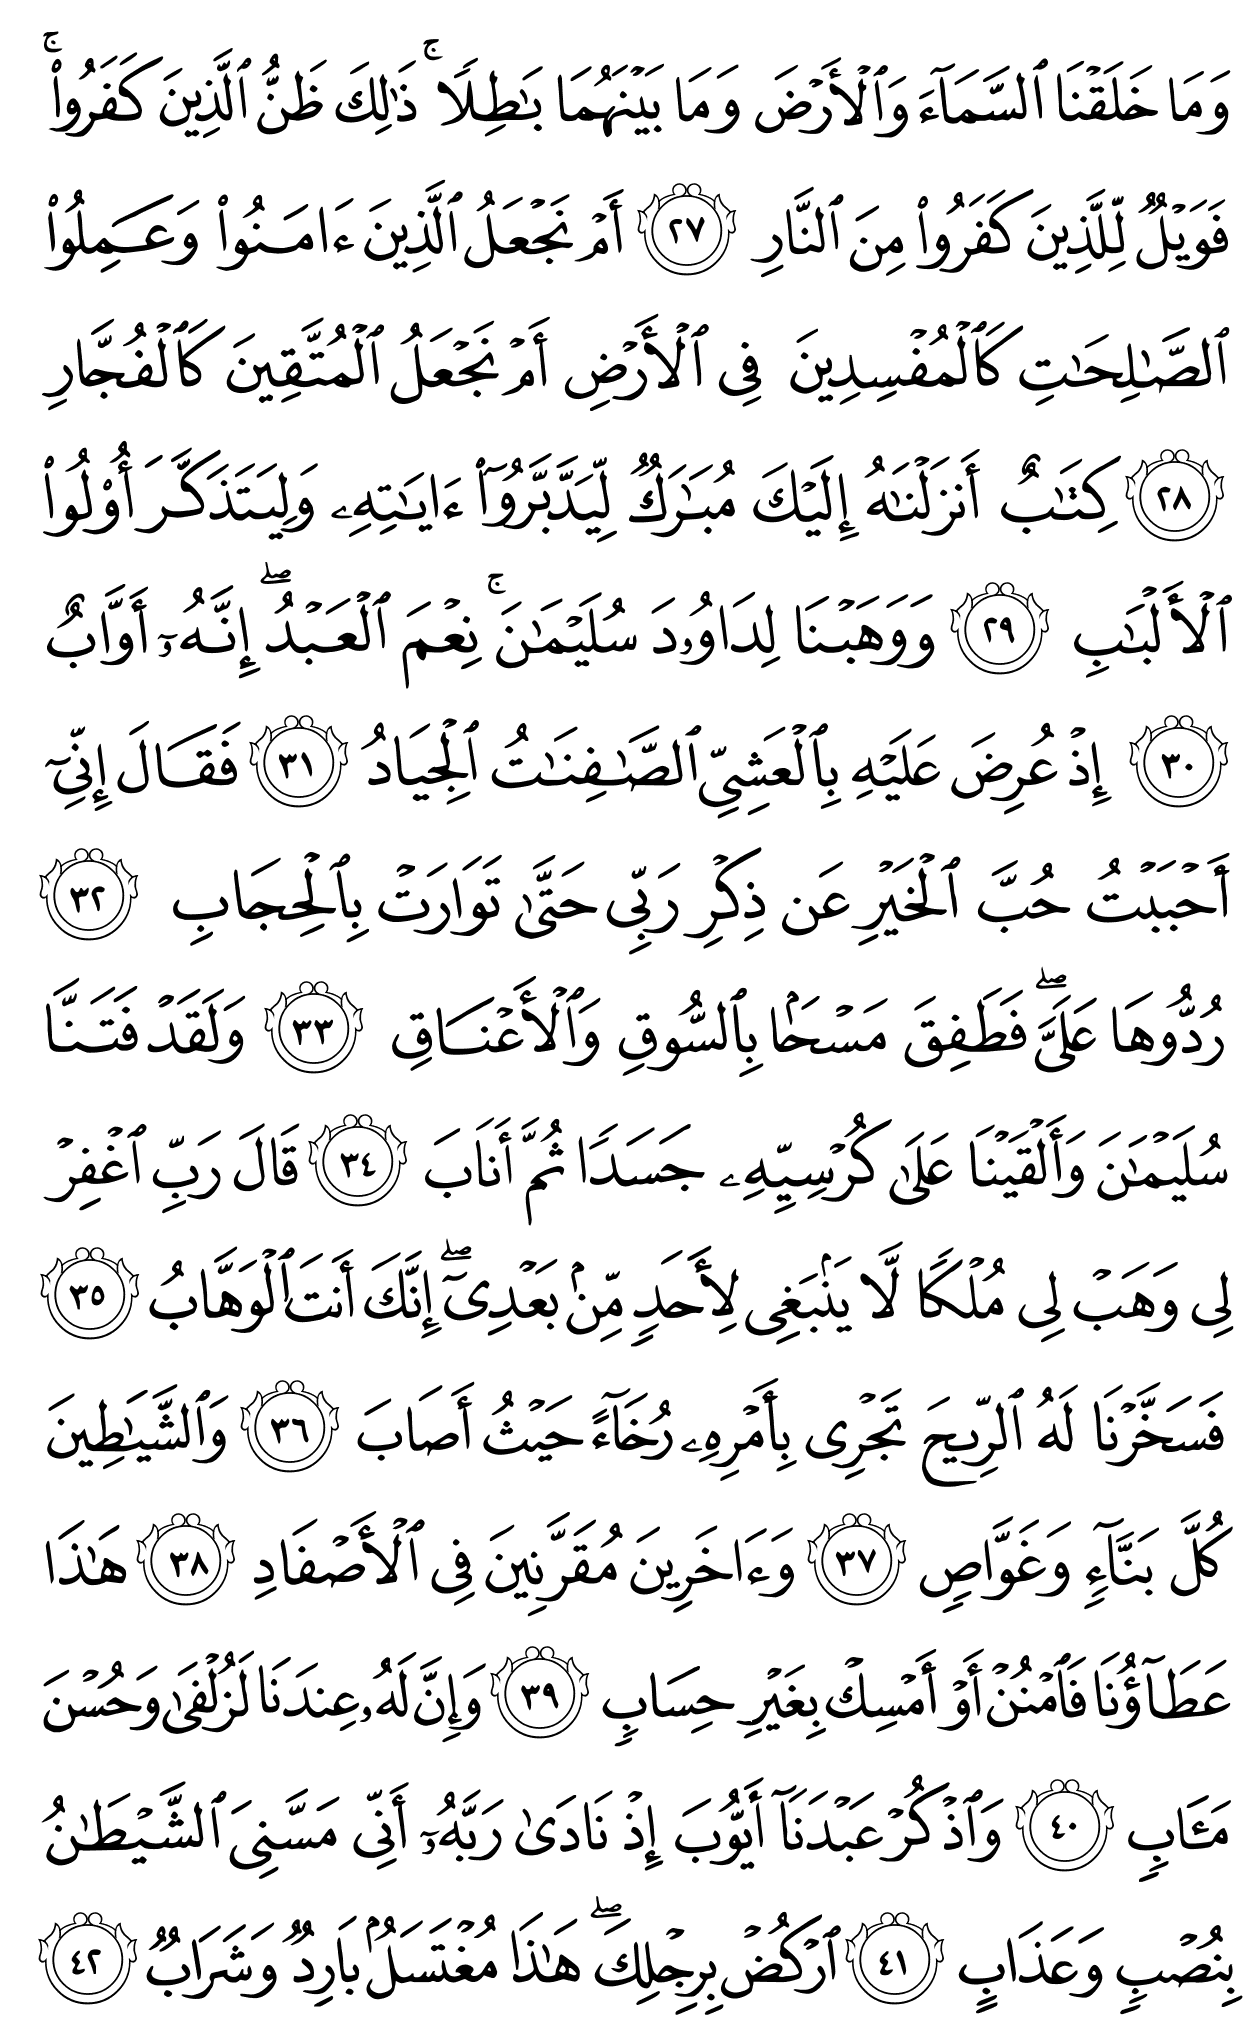 وَمَا خَلَقْنَا ٱلسَّمَآءَ وَٱلْأَرْضَ وَمَا بَيْنَهُمَا بَـٰطِلًا ۚ ذَٰلِكَ ظَنُّ ٱلَّذِينَ كَفَرُوا۟ ۚ
فَوَيْلٌ لِّلَّذِينَ كَفَرُوا۟ مِنَ ٱلنَّارِ ٢٧ أَمْ نَجْعَلُ ٱلَّذِينَ ءَامَنُوا۟ وَعَمِلُوا۟
ٱلصَّـٰلِحَـٰتِ كَٱلْمُفْسِدِينَ فِى ٱلْأَرْضِ أَمْ نَجْعَلُ ٱلْمُتَّقِينَ كَٱلْفُجَّارِ
٢٨ كِتَـٰبٌ أَنزَلْنَـٰهُ إِلَيْكَ مُبَـٰرَكٌ لِّيَدَّبَّرُوٓا۟ ءَايَـٰتِهِۦ وَلِيَتَذَكَّرَ أُو۟لُوا۟
ٱلْأَلْبَـٰبِ ٢٩ وَوَهَبْنَا لِدَاوُۥدَ سُلَيْمَـٰنَ ۚ نِعْمَ ٱلْعَبْدُ ۖ إِنَّهُۥٓ أَوَّابٌ
٣٠ إِذْ عُرِضَ عَلَيْهِ بِٱلْعَشِىِّ ٱلصَّـٰفِنَـٰتُ ٱلْجِيَادُ ٣١ فَقَالَ إِنِّىٓ
أَحْبَبْتُ حُبَّ ٱلْخَيْرِ عَن ذِكْرِ رَبِّى حَتَّىٰ تَوَارَتْ بِٱلْحِجَابِ ٣٢
رُدُّوهَا عَلَىَّ ۖ فَطَفِقَ مَسْحًۢا بِٱلسُّوقِ وَٱلْأَعْنَاقِ ٣٣ وَلَقَدْ فَتَنَّا
سُلَيْمَـٰنَ وَأَلْقَيْنَا عَلَىٰ كُرْسِيِّهِۦ جَسَدًا ثُمَّ أَنَابَ ٣٤ قَالَ رَبِّ ٱغْفِرْ
لِى وَهَبْ لِى مُلْكًا لَّا يَنۢبَغِى لِأَحَدٍ مِّنۢ بَعْدِىٓ ۖ إِنَّكَ أَنتَ ٱلْوَهَّابُ ٣٥
فَسَخَّرْنَا لَهُ ٱلرِّيحَ تَجْرِى بِأَمْرِهِۦ رُخَآءً حَيْثُ أَصَابَ ٣٦ وَٱلشَّيَـٰطِينَ
كُلَّ بَنَّآءٍ وَغَوَّاصٍ ٣٧ وَءَاخَرِينَ مُقَرَّنِينَ فِى ٱلْأَصْفَادِ ٣٨ هَـٰذَا
عَطَآؤُنَا فَٱمْنُنْ أَوْ أَمْسِكْ بِغَيْرِ حِسَابٍ ٣٩ وَإِنَّ لَهُۥ عِندَنَا لَزُلْفَىٰ وَحُسْنَ
مَـَٔابٍ ٤٠ وَٱذْكُرْ عَبْدَنَآ أَيُّوبَ إِذْ نَادَىٰ رَبَّهُۥٓ أَنِّى مَسَّنِىَ ٱلشَّيْطَـٰنُ
بِنُصْبٍ وَعَذَابٍ ٤١ ٱرْكُضْ بِرِجْلِكَ ۖ هَـٰذَا مُغْتَسَلٌۢ بَارِدٌ وَشَرَابٌ ٤٢